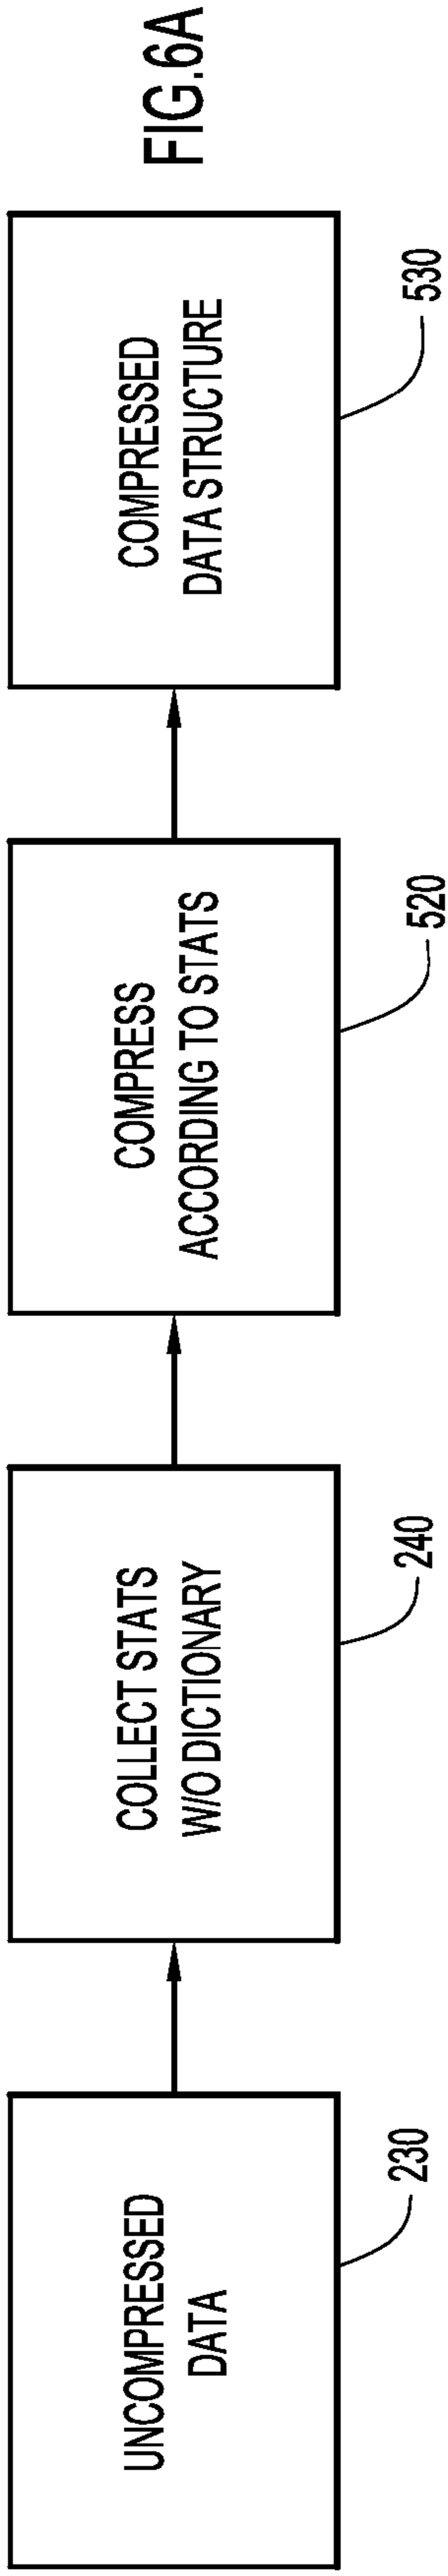 UNCOMPRESSED
DATA
230
COLLECT STATS
W/O DICTIONARY
240
COMPRESS
ACCORDING TO STATS
520
COMPRESSED
DATA STRUCTURE
530
FIG.6A